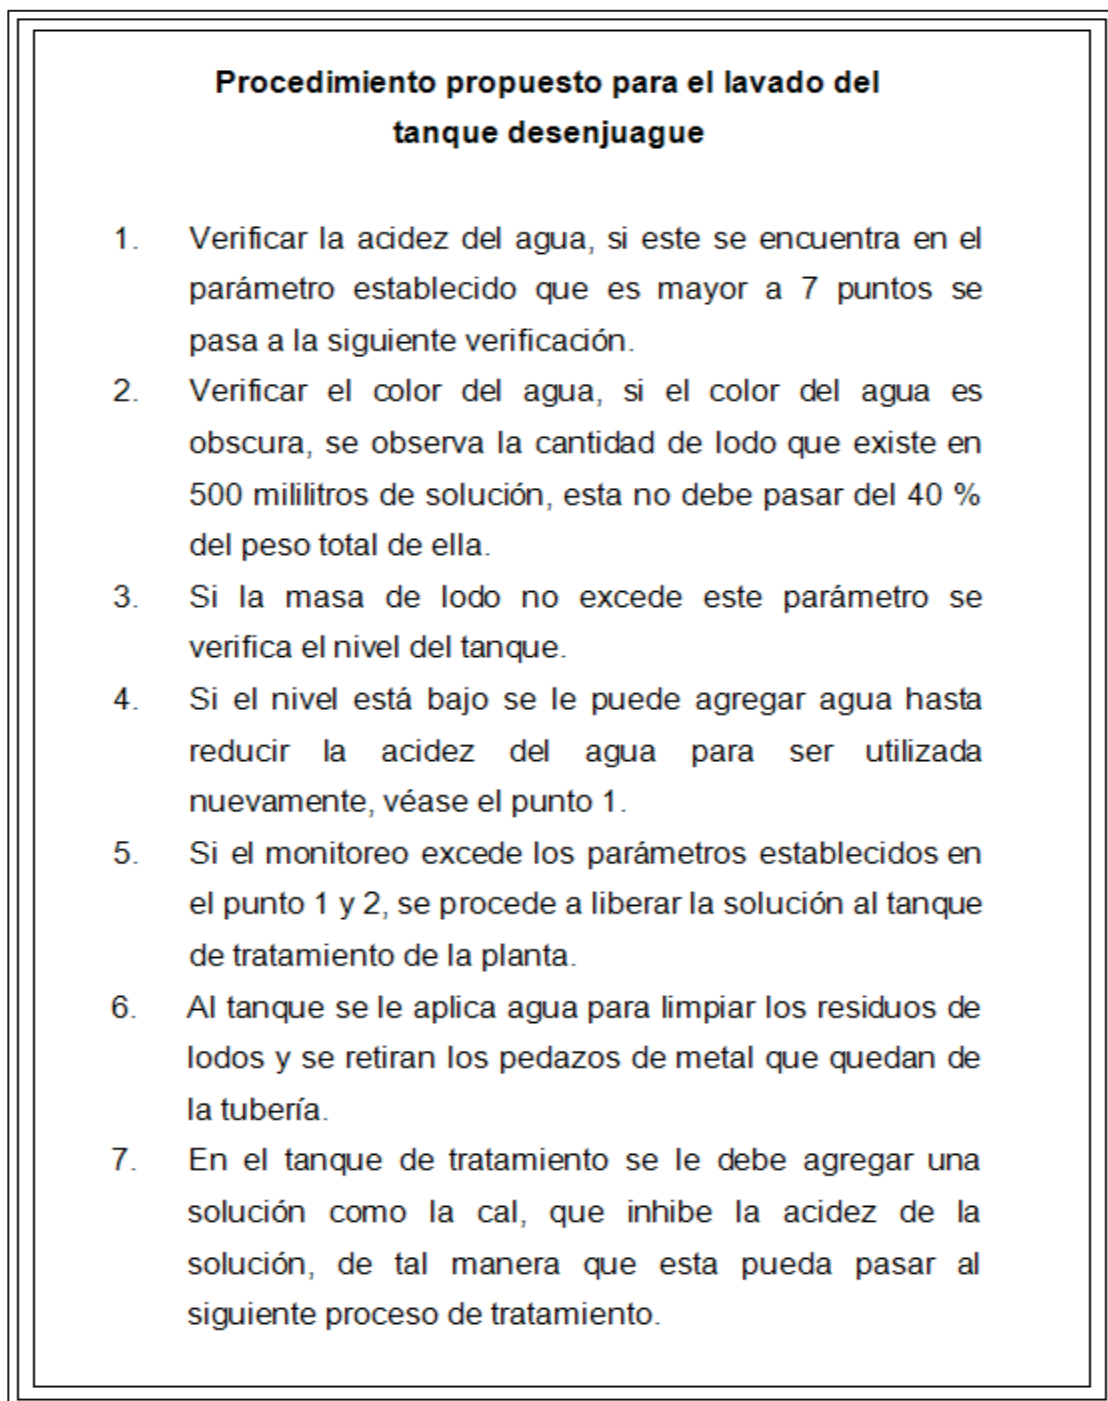 Procedimiento propuesto para el lavado del
tanque desenjuague
1. Verificar la acidez del agua, si este se encuentra en el
parámetro establecido que es mayor a 7 puntos se
pasa a la siguiente verificación.
2. Verificar el color del agua, si el color del agua es
obscura, se observa la cantidad de lodo que existe en
500 mililitros de solución, esta no debe pasar del 40 %
del peso total de ella.
3. Si la masa de lodo no excede este parámetro se
verifica el nivel del tanque.
4. Si el nivel está bajo se le puede agregar agua hasta
reducir la acidez del agua para ser utilizada
nuevamente, véase el punto 1.
5. Si el monitoreo excede los parámetros establecidos en
el punto 1 y 2, se procede a liberar la solución al tanque
de tratamiento de la planta.
6. Al tanque se le aplica agua para limpiar los residuos de
lodos y se retiran los pedazos de metal que quedan de
la tubería.
7. En el tanque de tratamiento se le debe agregar una
solución como la cal, que inhibe la acidez de la
solución, de tal manera que esta pueda pasar al
siguiente proceso de tratamiento.